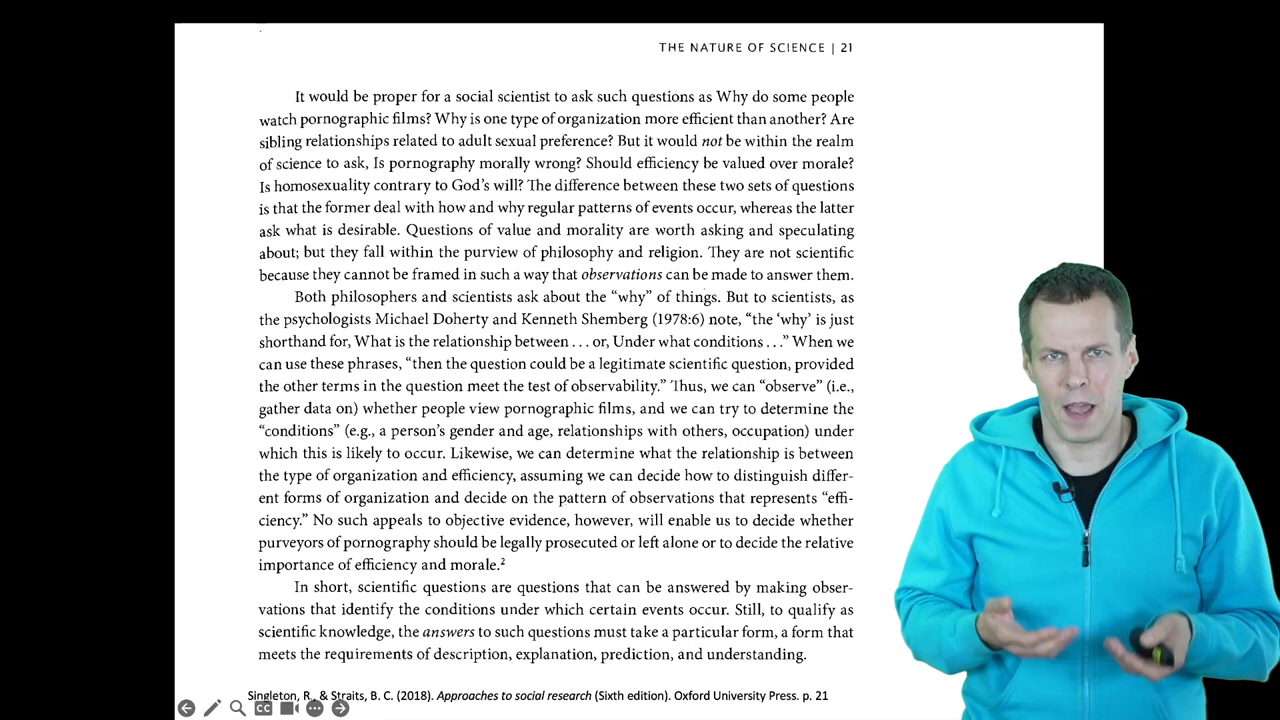 THE NATURE OF SCIENCE | 21
It would be proper for a social scientist to ask such questions as Why do some people
watch pornographic films? Why is one type of organization more efficient than another? Are
sibling relationships related to adult sexual preference? But it would not be within the realm
of science to ask, Is pornography morally wrong? Should efficiency be valued over morale?
Is homosexuality contrary to God's will? The difference between these two sets of questions
is that the former deal with how and why regular patterns of events occur, whereas the latter
ask what is desirable. Questions of value and morality are worth asking and speculating
about; but they fall within the purview of philosophy and religion. They are not scientific
because they cannot be framed in such a way that observations can be made to answer them.
Both philosophers and scientists ask about the "why" of things. But to scientists, as
the psychologists Michael Doherty and Kenneth Shemberg (1978:6) note, "the 'why' is just
shorthand for, What is the relationship between . . . or, Under what conditions . . ." When we
can use these phrases, "then the question could be a legitimate scientific question, provided
the other terms in the question meet the test of observability." Thus, we can "observe" (i.e.,
gather data on) whether people view pornographic films, and we can try to determine the
"conditions" (e.g., a person's gender and age, relationships with others, occupation) under
which this is likely to occur. Likewise, we can determine what the relationship is between
the type of organization and efficiency, assuming we can decide how to distinguish differ-
ent forms of organization and decide on the pattern of observations that represents "effi-
ciency." No such appeals to objective evidence, however, will enable us to decide whether
purveyors of pornography should be legally prosecuted or left alone or to decide the relative
importance of efficiency and morale.²
In short, scientific questions are questions that can be answered by making obser-
vations that identify the conditions under which certain events occur. Still, to qualify as
scientific knowledge, the answers to such questions must take a particular form, a form that
meets the requirements of description, explanation, prediction, and understanding.
Singleton, R., & Straits, B. C. (2018). Approaches to social research (Sixth edition). Oxford University Press. p. 21
CC